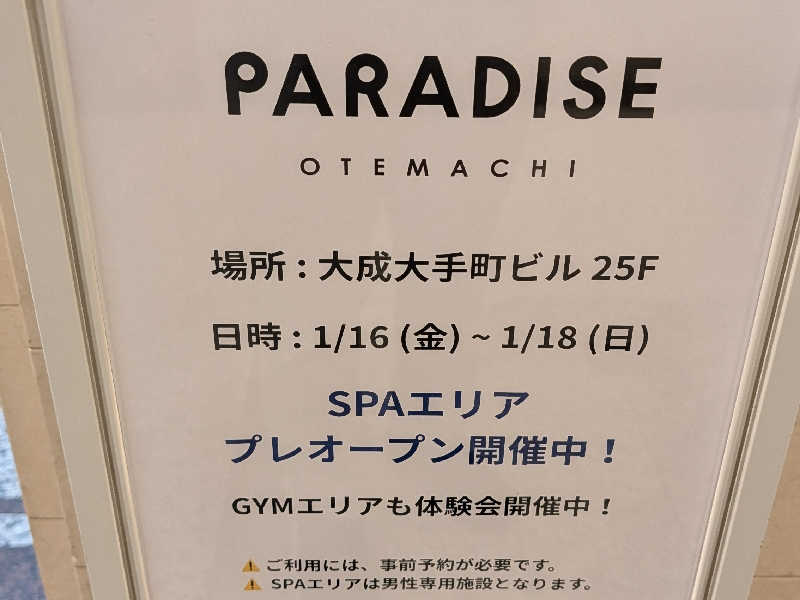 PARADISE
OTEMACHI
場所：大成大手町ビル 25F
日時：1/16 (金) ~ 1/18 (日)
SPAエリア
プレオープン開催中！
GYMエリアも体験会開催中！
⚠ご利用には、事前予約が必要です。
⚠ SPAエリアは男性専用施設となります。